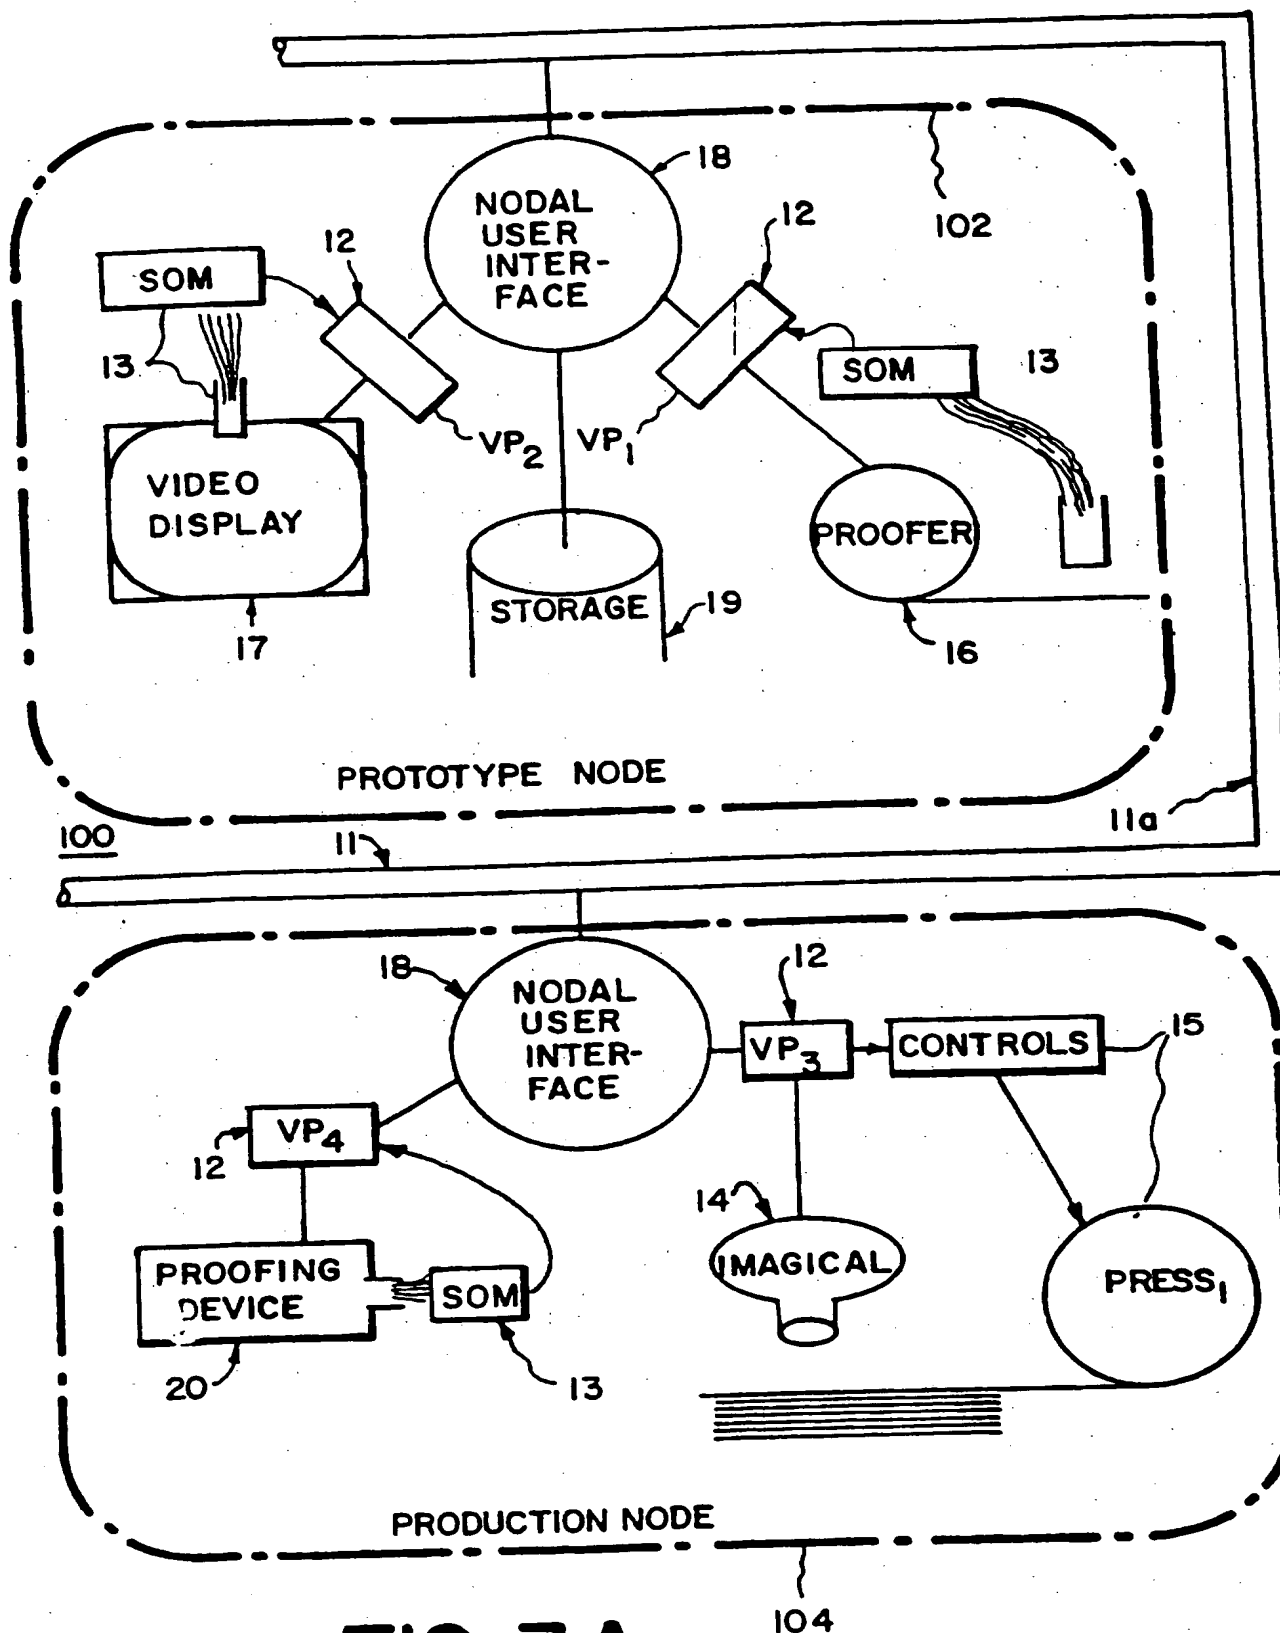 18
NODAL
USER
INTER-
FACE
102
12
12
SOM
SOM
13
13
VP2
VP1
VIDEO
DISPLAY
PROOFER
STORAGE
19
17
16
PROTOTYPE NODE
11a
100
11
18
NODAL
USER
INTER-
FACE
12
15
VP3
CONTROLS
VP4
12
14
IMAGICAL
PROOFING
DEVICE
SOM
PRESS1
20
13
PRODUCTION NODE
104